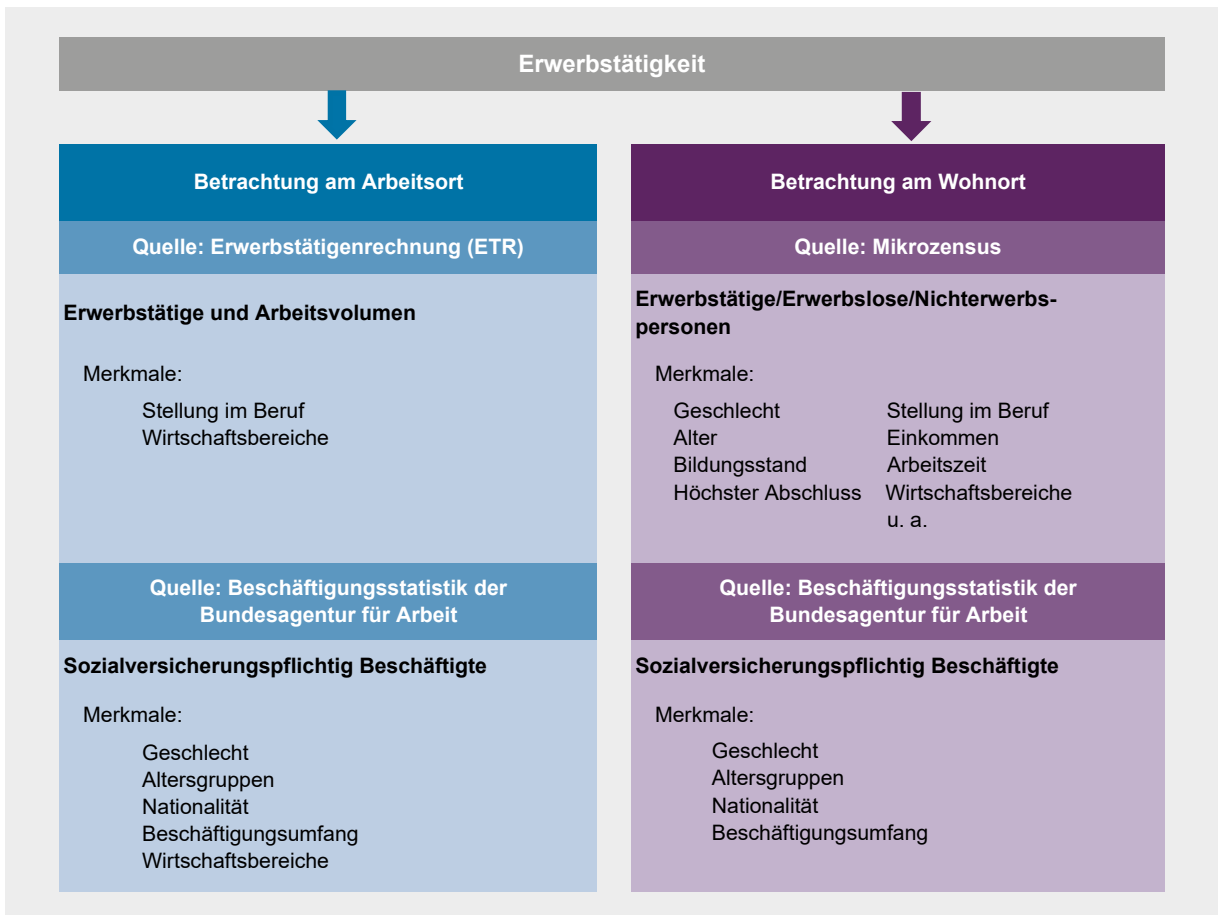 Erwerbstätigkeit
Betrachtung am Arbeitsort
Quelle: Erwerbstätigenrechnung (ETR)
Erwerbstätige und Arbeitsvolumen
Merkmale:
Stellung im Beruf
Wirtschaftsbereiche
Quelle: Beschäftigungsstatistik der
Bundesagentur für Arbeit
Sozialversicherungspflichtig Beschäftigte
Merkmale:
Geschlecht
Altersgruppen
Nationalität
Beschäftigungsumfang
Wirtschaftsbereiche
Betrachtung am Wohnort
Quelle: Mikrozensus
Erwerbstätige/Erwerbslose/Nichterwerbs-
personen
Merkmale:
Geschlecht
Alter
Bildungsstand
Höchster Abschluss
Stellung im Beruf
Einkommen
Arbeitszeit
Wirtschaftsbereiche
u. a.
Quelle: Beschäftigungsstatistik der
Bundesagentur für Arbeit
Sozialversicherungspflichtig Beschäftigte
Merkmale:
Geschlecht
Altersgruppen
Nationalität
Beschäftigungsumfang